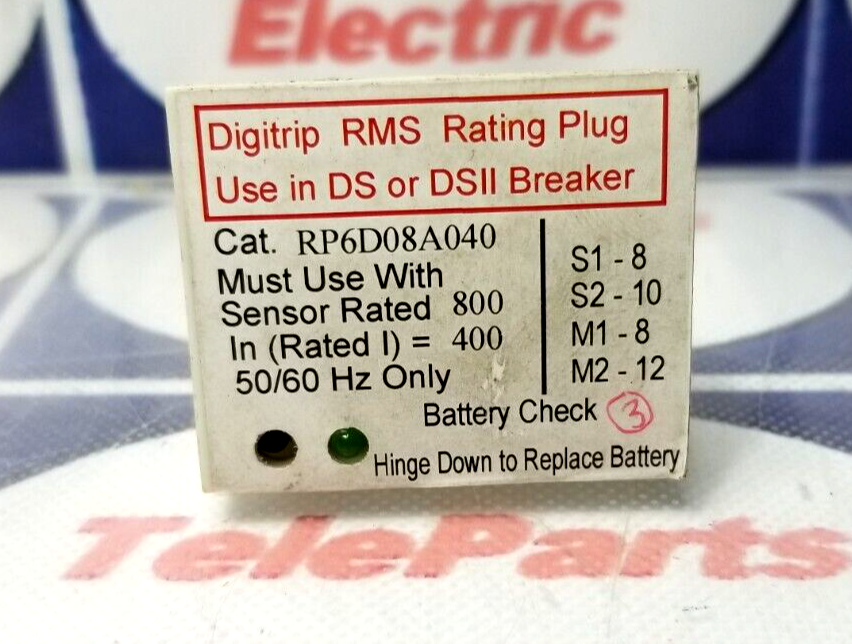 Electric
Digitrip RMS Rating Plug
Use in DS or DSII Breaker
Cat. RP6D08A040
Must Use With
Sensor Rated 800
In (Rated I) = 400
50/60 Hz Only
S1 - 8
S2 - 10
M1 - 8
M2 - 12
Battery Check 3
Hinge Down to Replace Battery
TeleParts